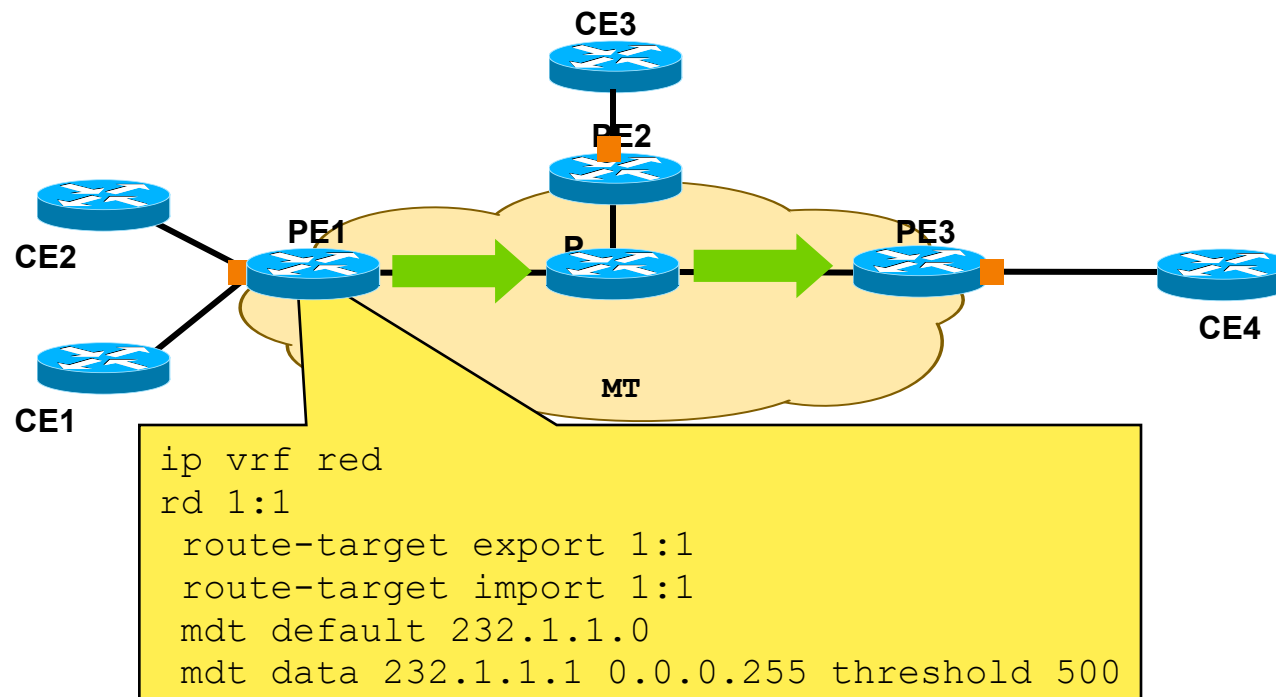 CE3
PE2
CE2
PE1
P
PE3
CE4
MT
CE1
ip vrf red
rd 1:1
route-target export 1:1
route-target import 1:1
mdt default 232.1.1.0
mdt data 232.1.1.1 0.0.0.255 threshold 500